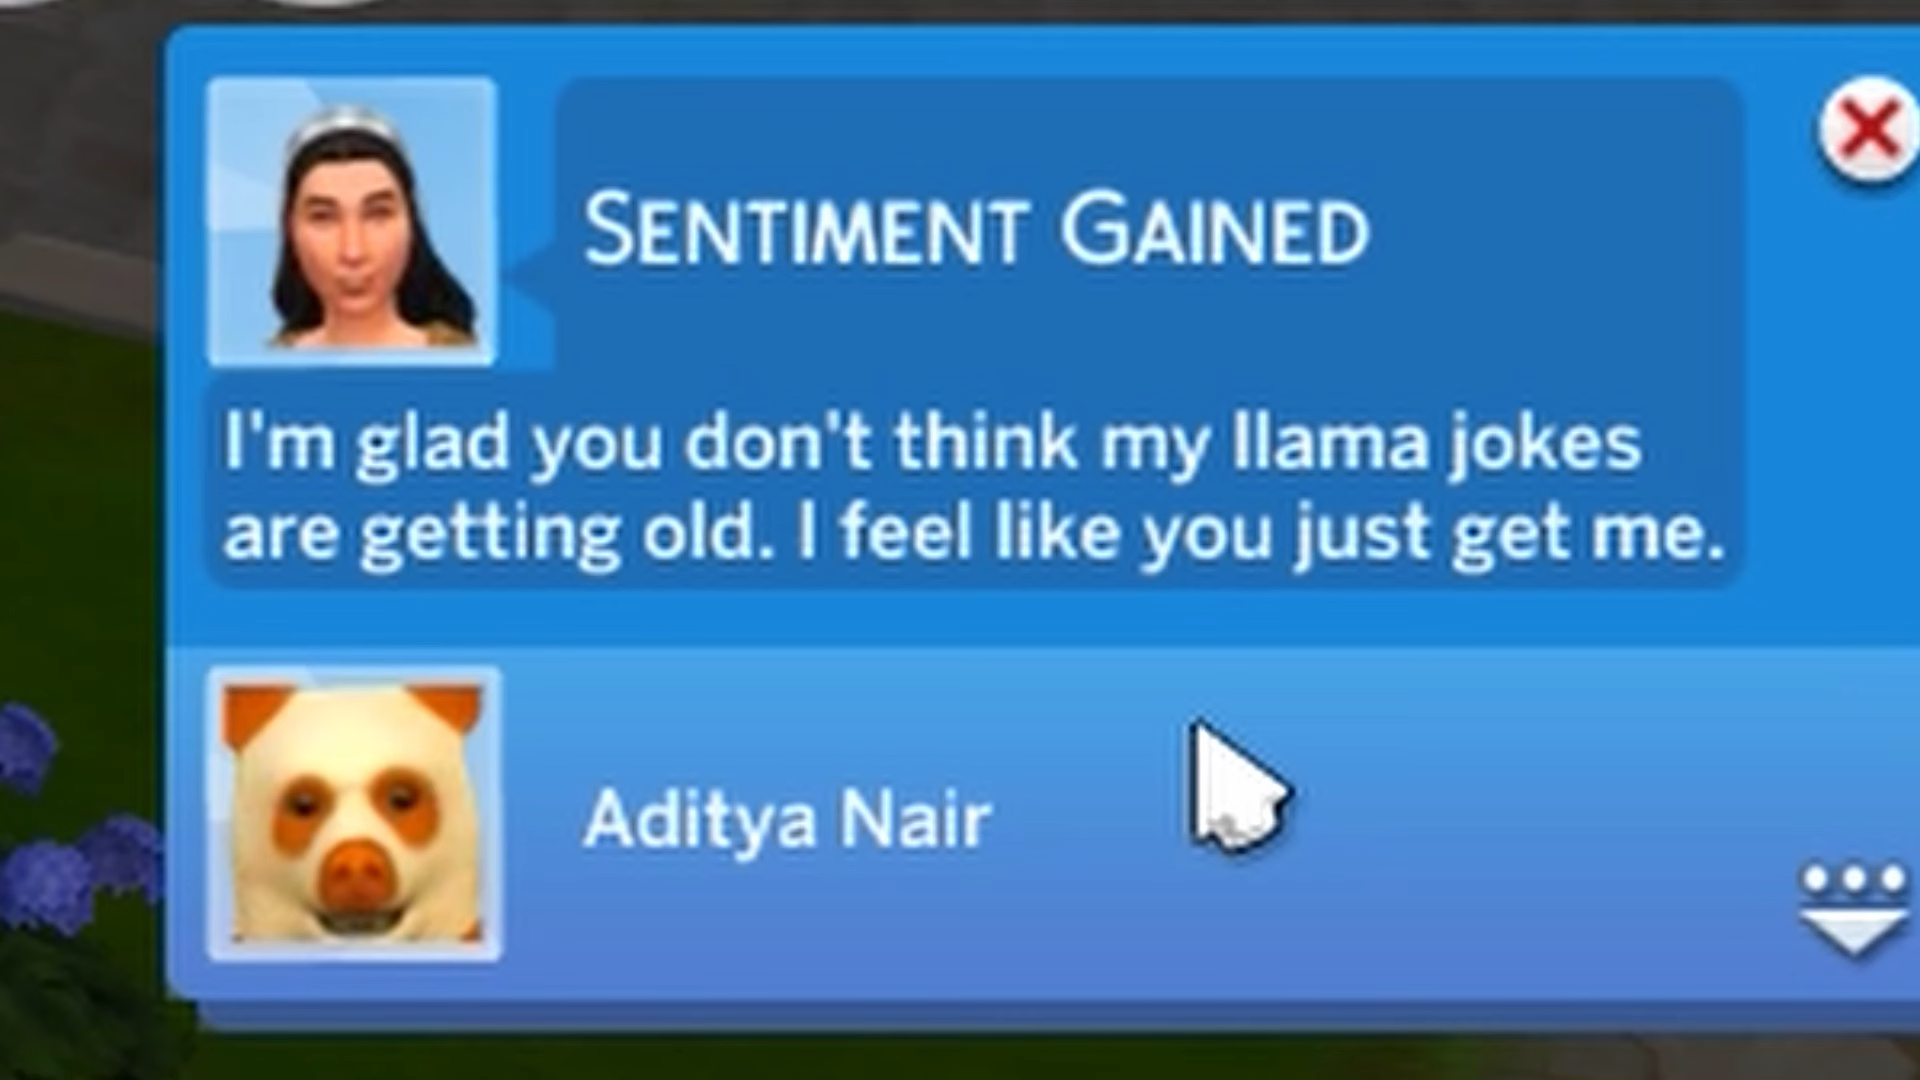 Sentiment Gained
I'm glad you don't think my llama jokes
are getting old. I feel like you just get me.
Aditya Nair